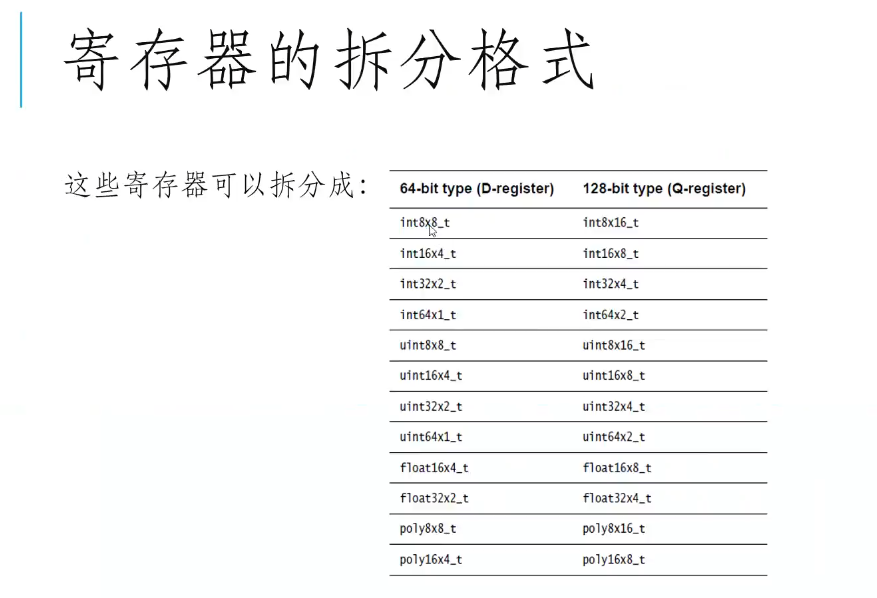 寄存器的拆分格式
这些寄存器可以拆分成：
64-bit type (D-register) 128-bit type (Q-register)
int8x8_t int8x16_t
int16x4_t int16x8_t
int32x2_t int32x4_t
int64x1_t int64x2_t
uint8x8_t uint8x16_t
uint16x4_t uint16x8_t
uint32x2_t uint32x4_t
uint64x1_t uint64x2_t
float16x4_t float16x8_t
float32x2_t float32x4_t
poly8x8_t poly8x16_t
poly16x4_t poly16x8_t